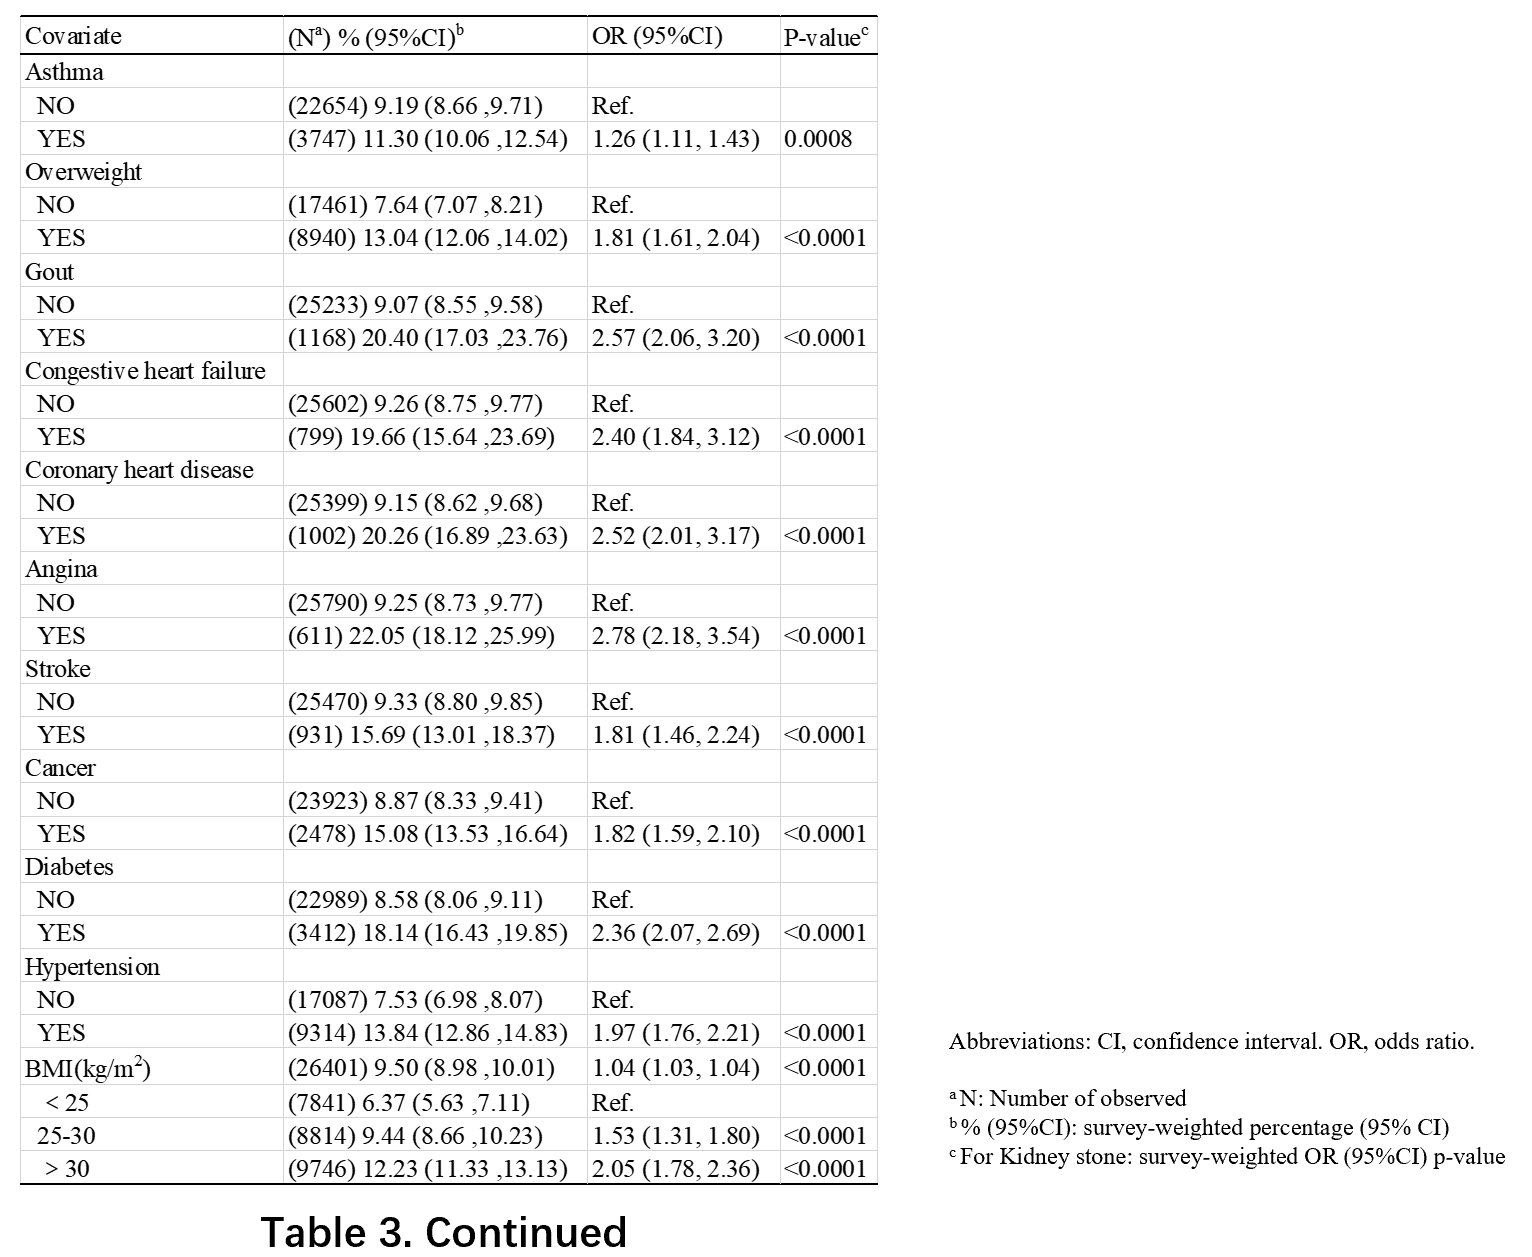 Covariate (Nᵃ) % (95%CI)ᵇ OR (95%CI) P-valueᶜ
Asthma
NO (22654) 9.19 (8.66 ,9.71) Ref.
YES (3747) 11.30 (10.06 ,12.54) 1.26 (1.11, 1.43) 0.0008
Overweight
NO (17461) 7.64 (7.07 ,8.21) Ref.
YES (8940) 13.04 (12.06 ,14.02) 1.81 (1.61, 2.04) <0.0001
Gout
NO (25233) 9.07 (8.55 ,9.58) Ref.
YES (1168) 20.40 (17.03 ,23.76) 2.57 (2.06, 3.20) <0.0001
Congestive heart failure
NO (25602) 9.26 (8.75 ,9.77) Ref.
YES (799) 19.66 (15.64 ,23.69) 2.40 (1.84, 3.12) <0.0001
Coronary heart disease
NO (25399) 9.15 (8.62 ,9.68) Ref.
YES (1002) 20.26 (16.89 ,23.63) 2.52 (2.01, 3.17) <0.0001
Angina
NO (25790) 9.25 (8.73 ,9.77) Ref.
YES (611) 22.05 (18.12 ,25.99) 2.78 (2.18, 3.54) <0.0001
Stroke
NO (25470) 9.33 (8.80 ,9.85) Ref.
YES (931) 15.69 (13.01 ,18.37) 1.81 (1.46, 2.24) <0.0001
Cancer
NO (23923) 8.87 (8.33 ,9.41) Ref.
YES (2478) 15.08 (13.53 ,16.64) 1.82 (1.59, 2.10) <0.0001
Diabetes
NO (22989) 8.58 (8.06 ,9.11) Ref.
YES (3412) 18.14 (16.43 ,19.85) 2.36 (2.07, 2.69) <0.0001
Hypertension
NO (17087) 7.53 (6.98 ,8.07) Ref.
YES (9314) 13.84 (12.86 ,14.83) 1.97 (1.76, 2.21) <0.0001
BMI(kg/m²) (26401) 9.50 (8.98 ,10.01) 1.04 (1.03, 1.04) <0.0001
< 25 (7841) 6.37 (5.63 ,7.11) Ref.
25-30 (8814) 9.44 (8.66 ,10.23) 1.53 (1.31, 1.80) <0.0001
> 30 (9746) 12.23 (11.33 ,13.13) 2.05 (1.78, 2.36) <0.0001
Abbreviations: CI, confidence interval. OR, odds ratio.
ᵃ N: Number of observed
ᵇ % (95%CI): survey-weighted percentage (95% CI)
ᶜ For Kidney stone: survey-weighted OR (95%CI) p-value
Table 3. Continued